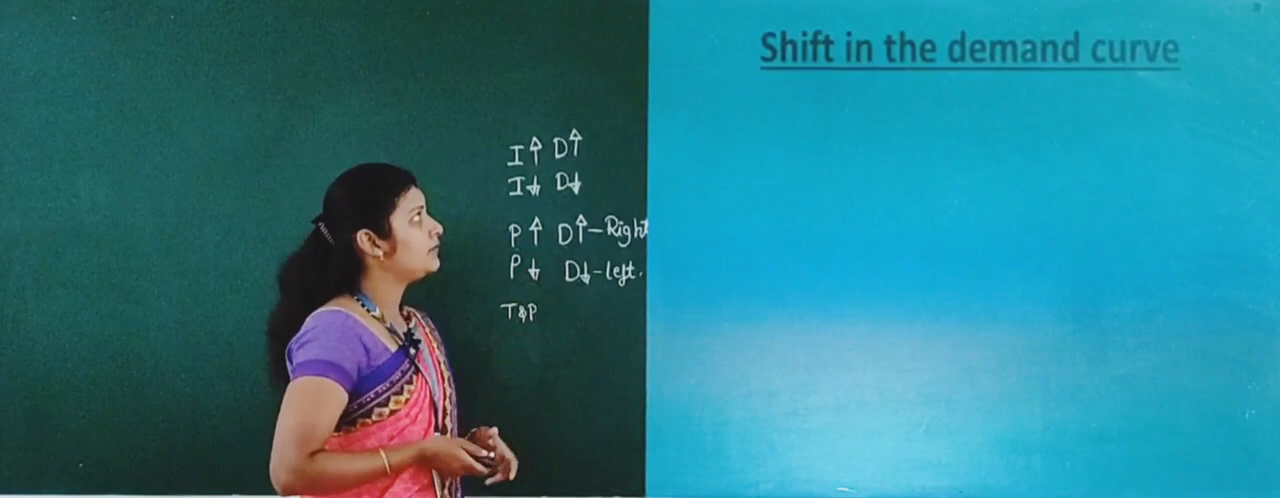 Shift in the demand curve
I↑ D↑
I↓ D↓
P↑ D↑-Right
P↓ D↓-left.
T&P